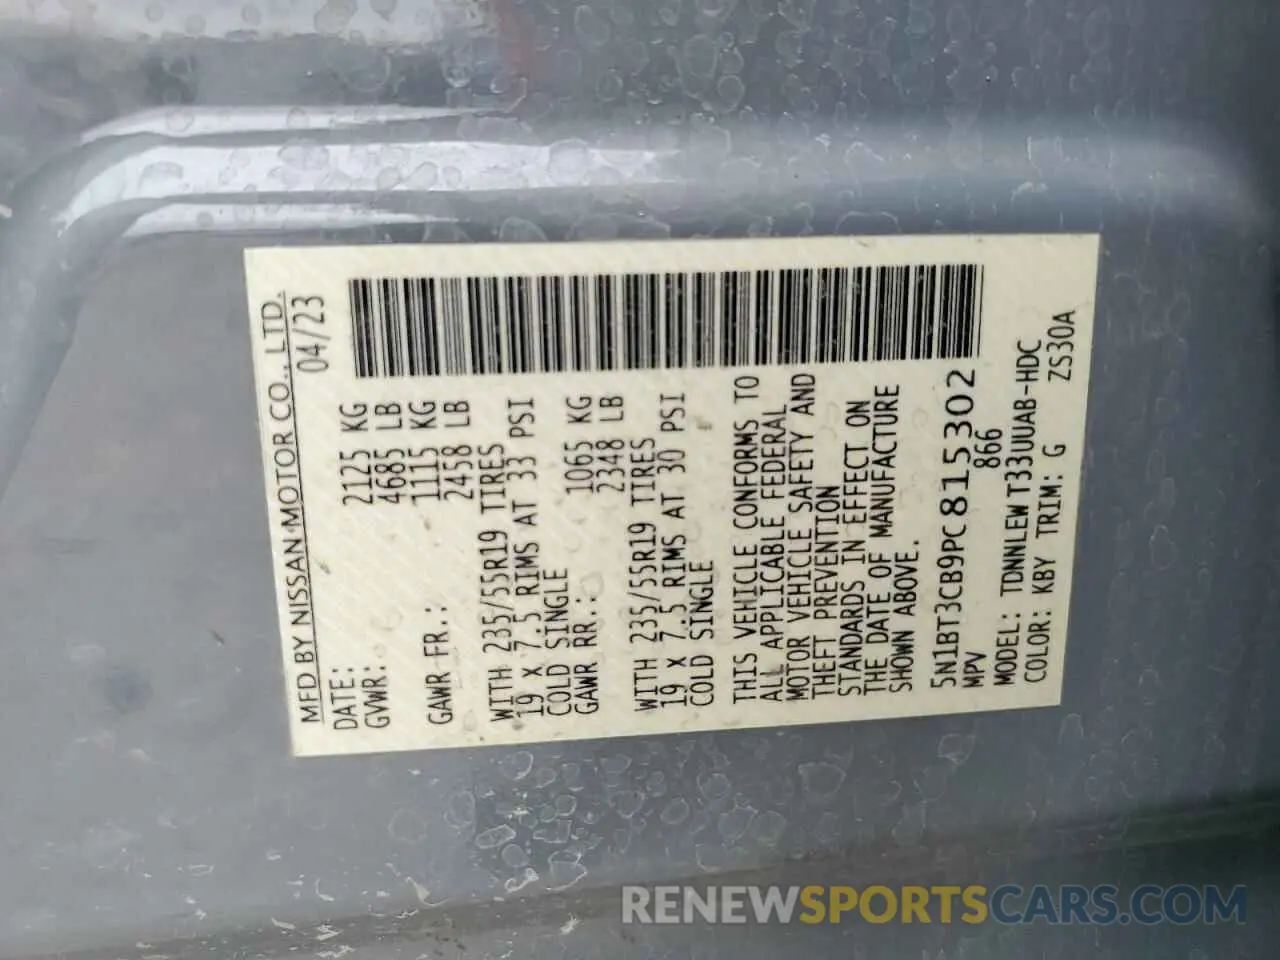 MFD BY NISSAN MOTOR CO., LTD.
DATE: 04/23
GVWR: 2125 KG
4685 LB
GAWR FR.: 1115 KG
2458 LB
WITH 235/55R19 TIRES
19 X 7.5 RIMS AT 33 PSI
COLD SINGLE
GAWR RR.: 1065 KG
2348 LB
WITH 235/55R19 TIRES
19 X 7.5 RIMS AT 30 PSI
COLD SINGLE
THIS VEHICLE CONFORMS TO
ALL APPLICABLE FEDERAL
MOTOR VEHICLE SAFETY AND
THEFT PREVENTION
STANDARDS IN EFFECT ON
THE DATE OF MANUFACTURE
SHOWN ABOVE.
5N1BT3CB9PC815302
MPV 866
MODEL: TDNNLEW T33UUAB-HDC
COLOR: KBY TRIM: G ZS30A
RENEWSPORTSCARS.COM